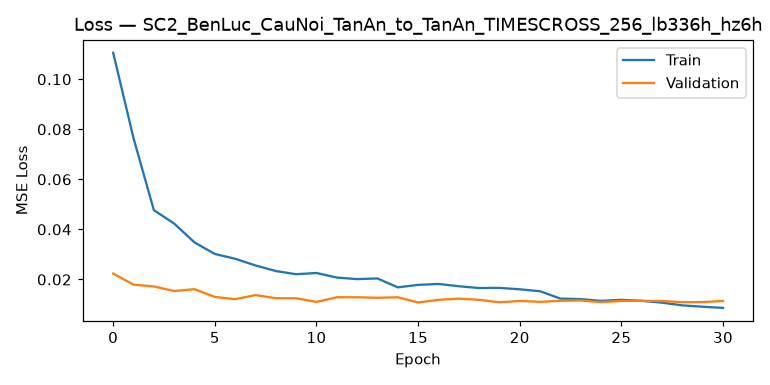 Loss — SC2_BenLuc_CauNoi_TanAn_to_TanAn_TIMESCROSS_256_lb336h_hz6h
Train
Validation
MSE Loss
0.10
0.08
0.06
0.04
0.02
0 5 10 15 20 25 30
Epoch